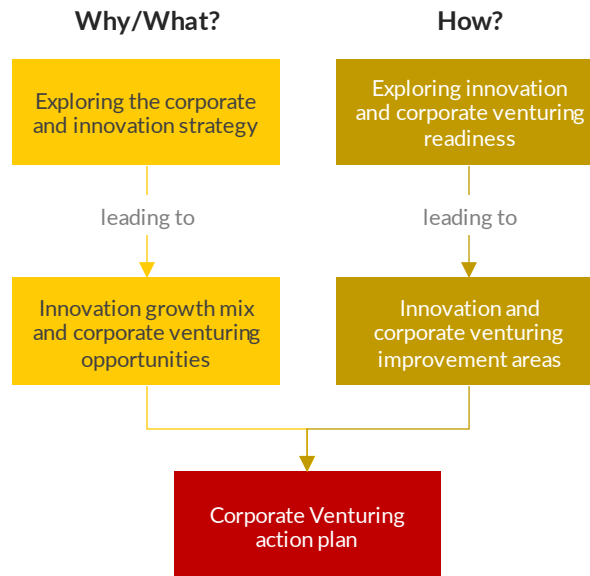 Why/What?
How?
Exploring the corporate
and innovation strategy
Exploring innovation
and corporate venturing
readiness
leading to
leading to
Innovation growth mix
and corporate venturing
opportunities
Innovation and
corporate venturing
improvement areas
Corporate Venturing
action plan